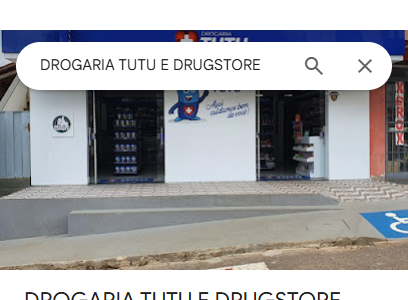 DROGARIA
TUTU
DROGARIA TUTU E DRUGSTORE
Aqui
cuidamos bem
de você!
DROGARIA TUTU E DRUGSTORE